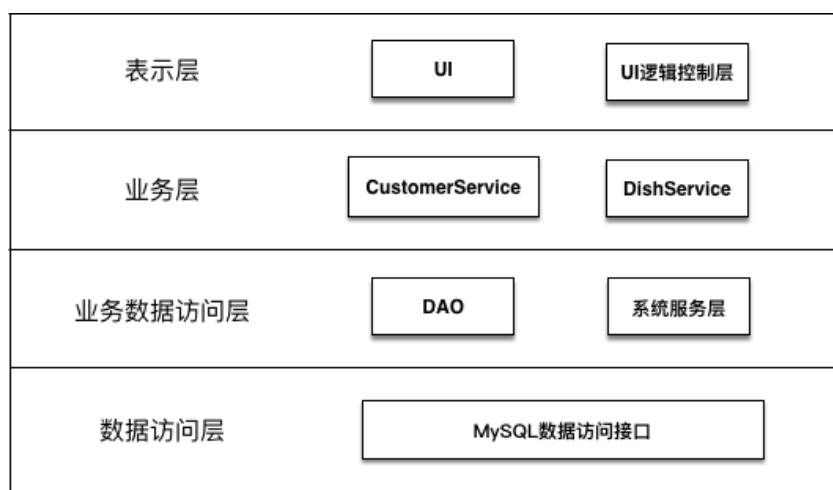 表示层
UI
UI逻辑控制层
业务层
CustomerService
DishService
业务数据访问层
DAO
系统服务层
数据访问层
MySQL数据访问接口